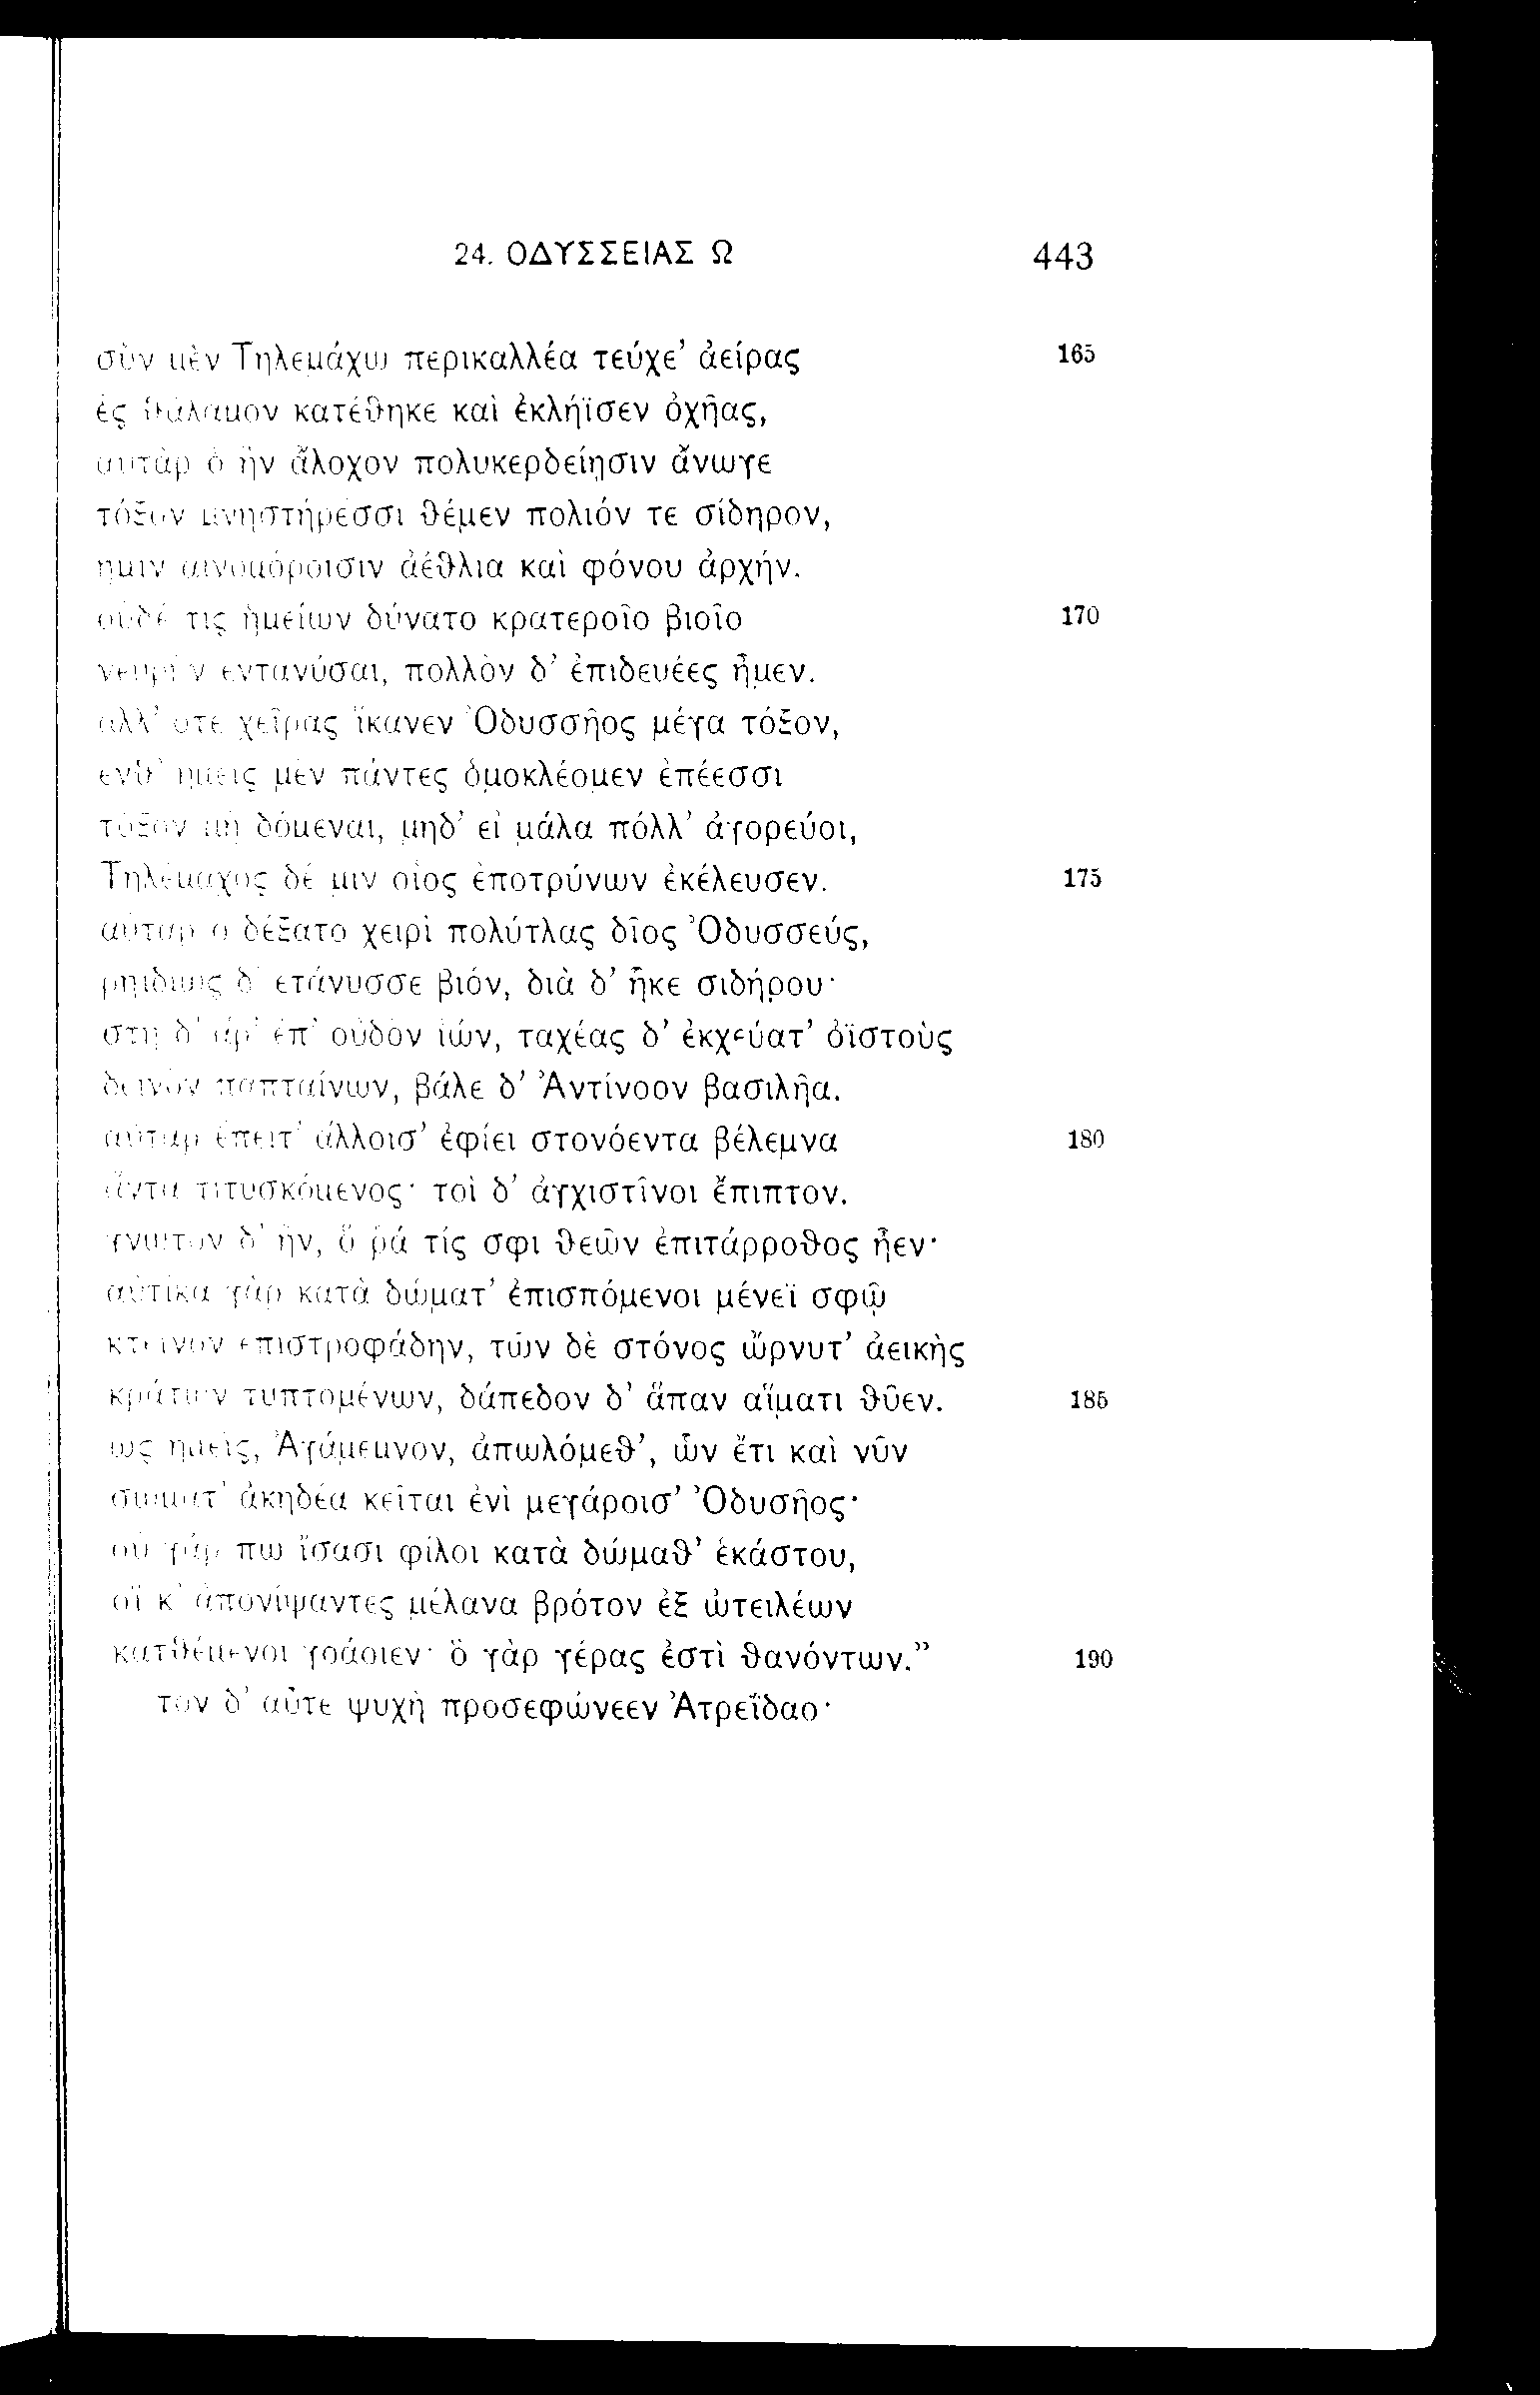 24. ΟΔΥΣΣΕΙΑΣ Ω 443
σὺν μὲν Τηλεμάχῳ περικαλλέα τεύχε’ ἀείρας 165
ἐς θάλαμον κατέθηκε καὶ ἐκλήϊσεν ὀχῆας,
αὐτὰρ ὁ ἣν ἄλοχον πολυκερδείῃσιν ἄνωγε
τόξον μνηστήρεσσι θέμεν πολιόν τε σίδηρον,
ἡμῖν αἰνομόροισιν ἀέθλια καὶ φόνου ἀρχήν.
οὐδέ τις ἡμείων δύνατο κρατεροῖο βιοῖο 170
νευρὴν ἐντανύσαι, πολλὸν δ’ ἐπιδευέες ἦμεν.
ἀλλ’ ὅτε χεῖρας ἵκανεν Ὀδυσσῆος μέγα τόξον,
ἔνθ’ ἡμεῖς μὲν πάντες ὁμοκλέομεν ἐπέεσσι
τόξον μὴ δόμεναι, μηδ’ εἰ μάλα πόλλ’ ἀγορεύοι,
Τηλέμαχος δέ μιν οἶος ἐποτρύνων ἐκέλευσεν. 175
αὐτὰρ ὁ δέξατο χειρὶ πολύτλας δῖος Ὀδυσσεύς,
ῥηϊδίως δ’ ἐτάνυσσε βιόν, διὰ δ’ ἧκε σιδήρου·
στῆ δ’ ἄρ’ ἐπ’ οὐδὸν ἰών, ταχέας δ’ ἐκχεύατ’ ὀϊστοὺς
δεινὸν παπταίνων, βάλε δ’ Ἀντίνοον βασιλῆα.
αὐτὰρ ἔπειτ’ ἄλλοισ’ ἐφίει στονόεντα βέλεμνα 180
ἄντα τιτυσκόμενος· τοὶ δ’ ἀγχιστῖνοι ἔπιπτον.
γνωτὸν δ’ ἦν, ὅ ῥά τίς σφι θεῶν ἐπιτάρροθος ἦεν·
αὐτίκα γὰρ κατὰ δώματ’ ἐπισπόμενοι μένεϊ σφῷ
κτεῖνον ἐπιστροφάδην, τῶν δὲ στόνος ὤρνυτ’ ἀεικὴς
κράτων τυπτομένων, δάπεδον δ’ ἅπαν αἵματι θῦεν. 185
ὣς ἡμεῖς, Ἀγάμεμνον, ἀπωλόμεθ’, ὧν ἔτι καὶ νῦν
σώματ’ ἀκηδέα κεῖται ἐνὶ μεγάροισ’ Ὀδυσῆος·
οὐ γάρ πω ἴσασι φίλοι κατὰ δώμαθ’ ἑκάστου,
οἵ κ’ ἀπονίψαντες μέλανα βρότον ἐξ ὠτειλέων
κατθέμενοι γοάοιεν· ὃ γὰρ γέρας ἐστὶ θανόντων.” 190
τὸν δ’ αὖτε ψυχὴ προσεφώνεεν Ἀτρεΐδαο·